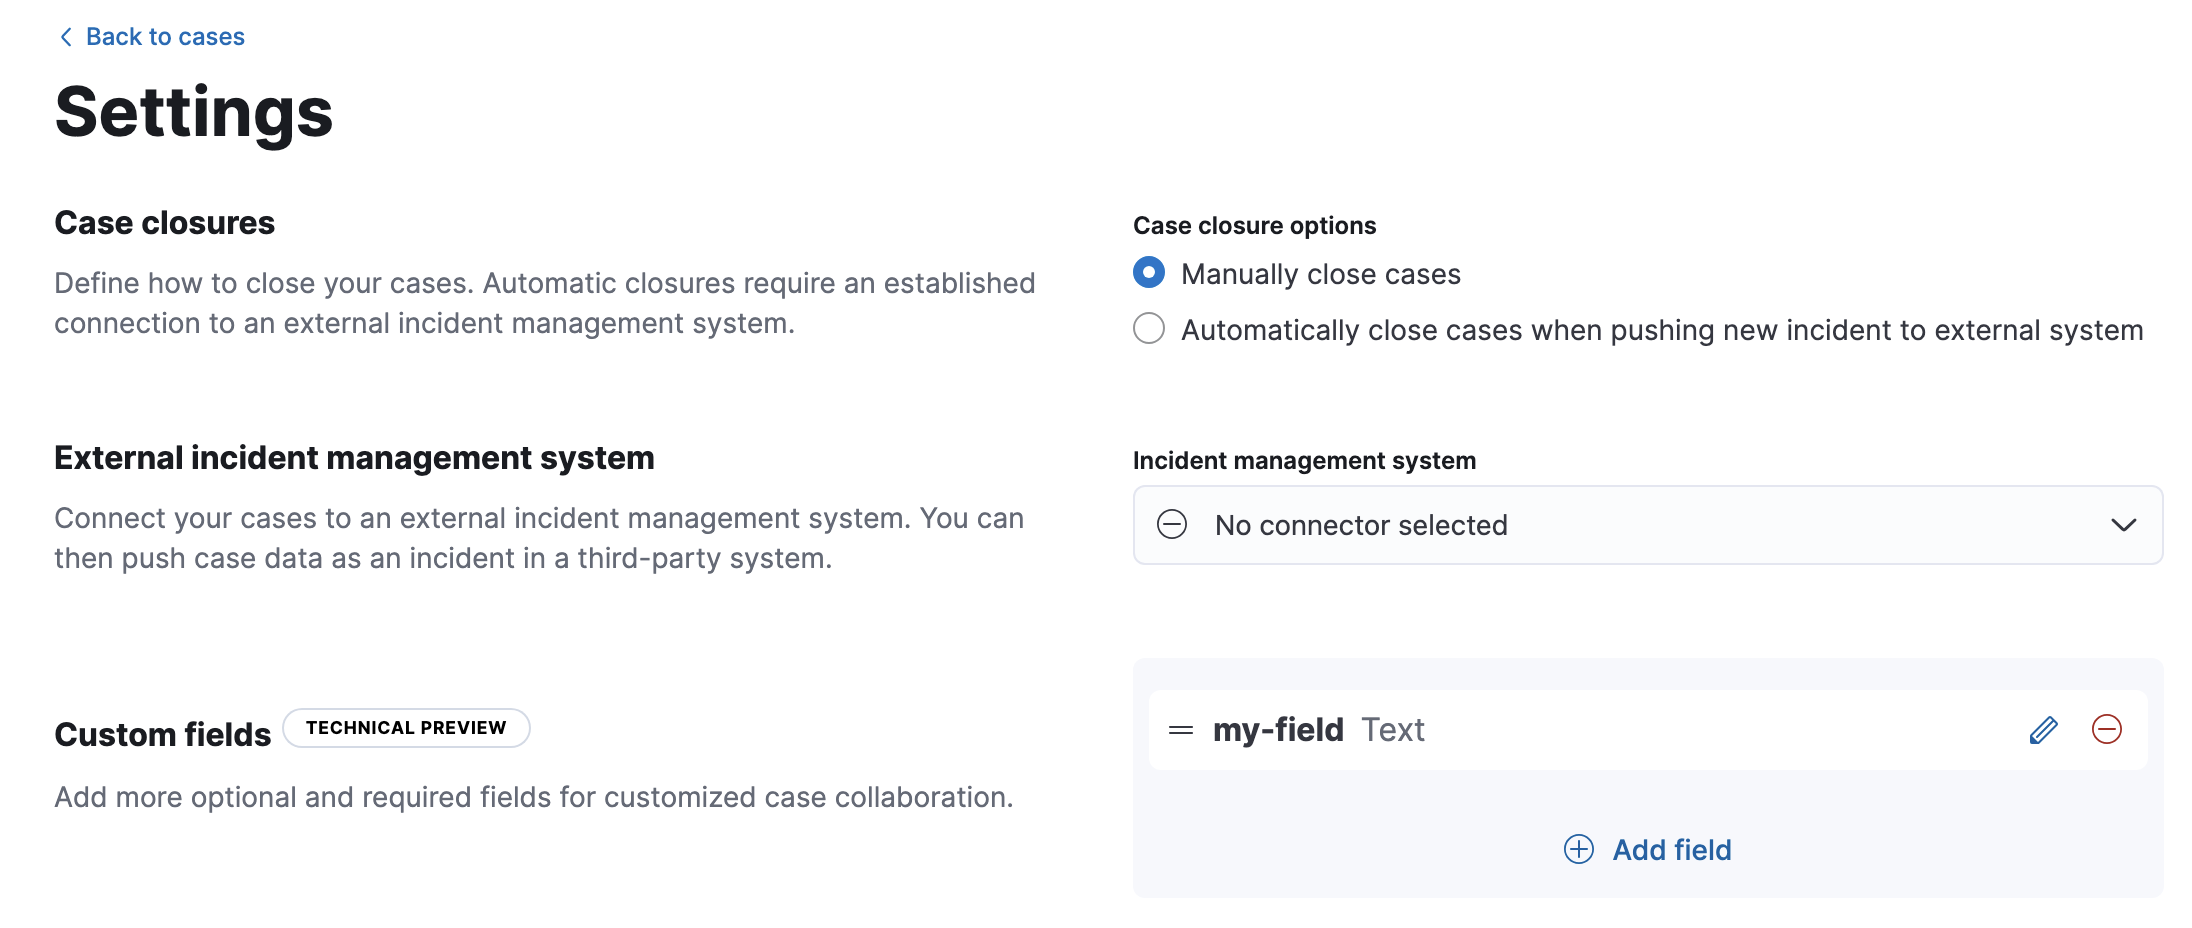 Back to cases
Settings
Case closures
Define how to close your cases. Automatic closures require an established
connection to an external incident management system.
Case closure options
Manually close cases
Automatically close cases when pushing new incident to external system
External incident management system
Connect your cases to an external incident management system. You can
then push case data as an incident in a third-party system.
Incident management system
No connector selected
Custom fields TECHNICAL PREVIEW
Add more optional and required fields for customized case collaboration.
my-field Text
Add field